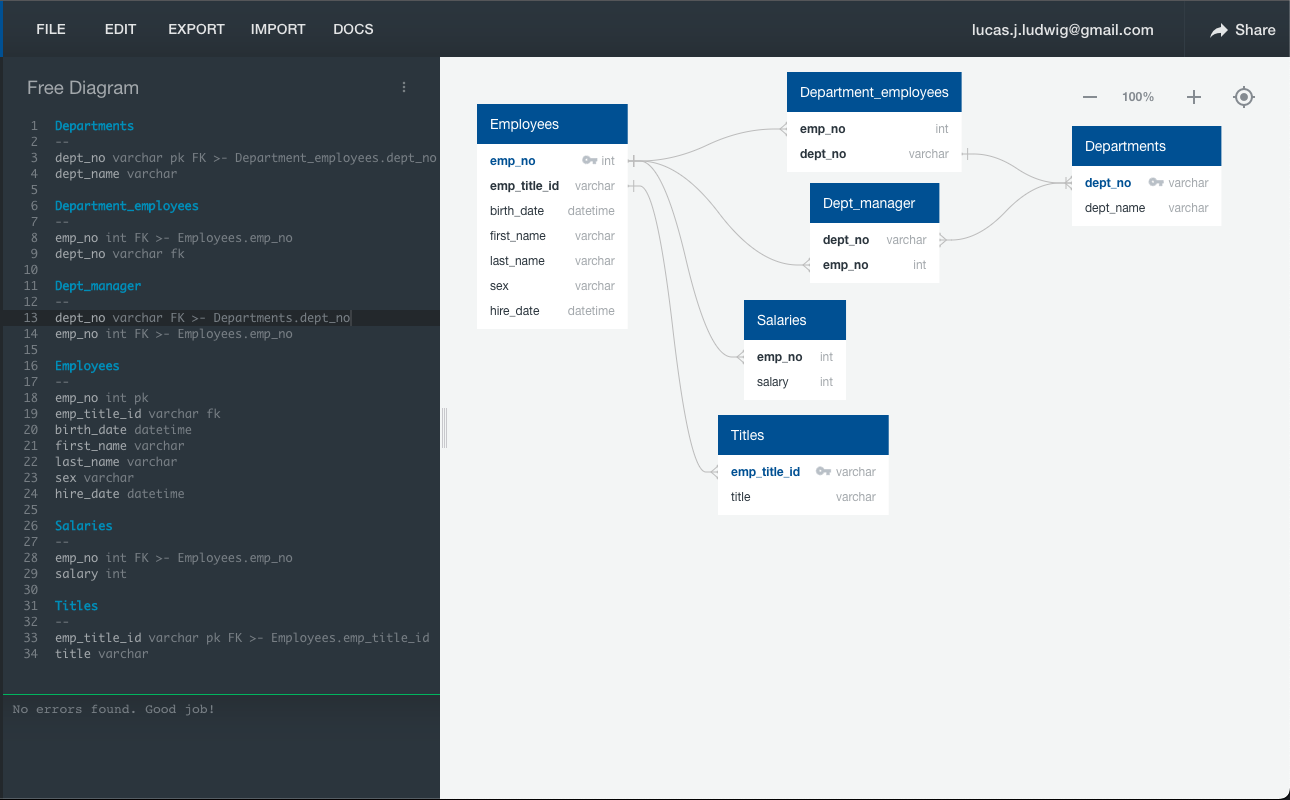 FILE EDIT EXPORT IMPORT DOCS lucas.j.ludwig@gmail.com Share
Free Diagram
1 Departments
2 --
3 dept_no varchar pk FK >- Department_employees.dept_no
4 dept_name varchar
5
6 Department_employees
7 --
8 emp_no int FK >- Employees.emp_no
9 dept_no varchar fk
10
11 Dept_manager
12 --
13 dept_no varchar FK >- Departments.dept_no
14 emp_no int FK >- Employees.emp_no
15
16 Employees
17 --
18 emp_no int pk
19 emp_title_id varchar fk
20 birth_date datetime
21 first_name varchar
22 last_name varchar
23 sex varchar
24 hire_date datetime
25
26 Salaries
27 --
28 emp_no int FK >- Employees.emp_no
29 salary int
30
31 Titles
32 --
33 emp_title_id varchar pk FK >- Employees.emp_title_id
34 title varchar
No errors found. Good job!
Employees
emp_no int
emp_title_id varchar
birth_date datetime
first_name varchar
last_name varchar
sex varchar
hire_date datetime
Department_employees
emp_no int
dept_no varchar
Dept_manager
dept_no varchar
emp_no int
Salaries
emp_no int
salary int
Titles
emp_title_id varchar
title varchar
100%
Departments
dept_no varchar
dept_name varchar